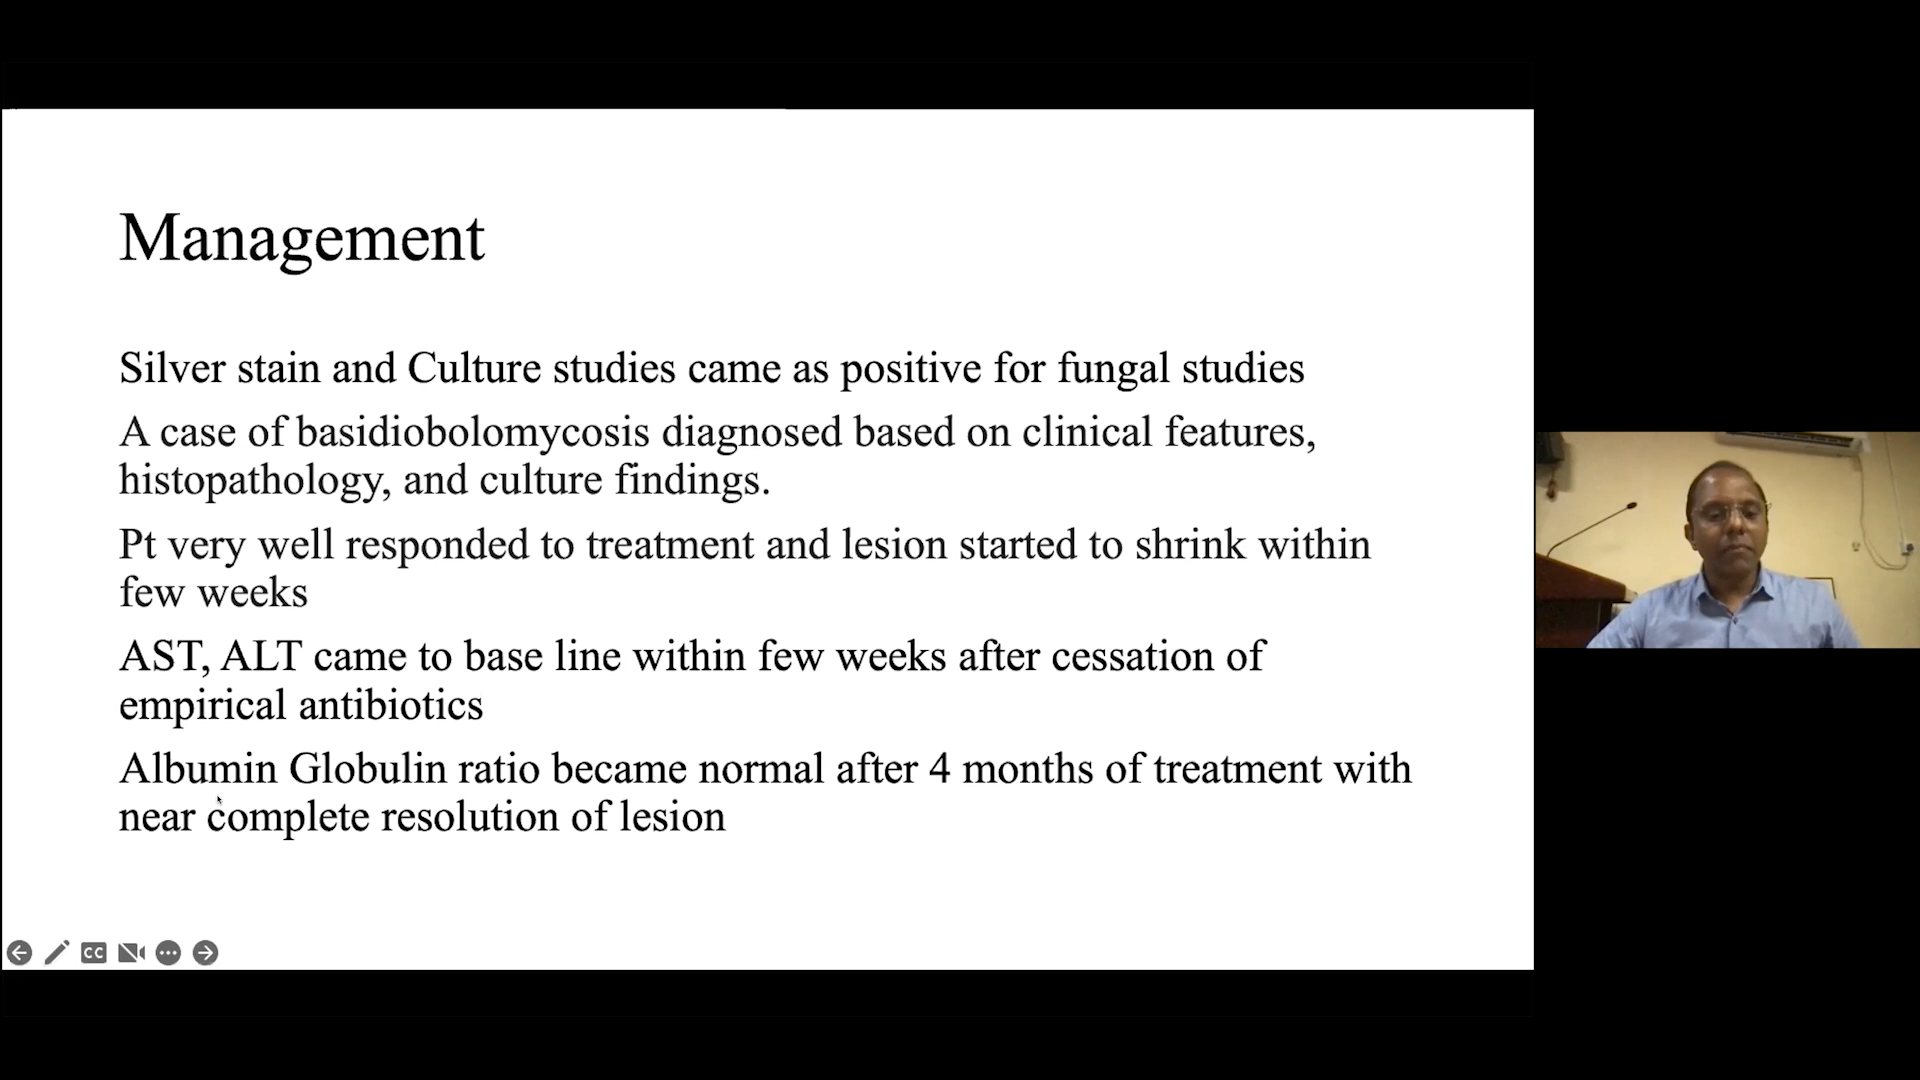 Management
Silver stain and Culture studies came as positive for fungal studies
A case of basidiobolomycosis diagnosed based on clinical features,
histopathology, and culture findings.
Pt very well responded to treatment and lesion started to shrink within
few weeks
AST, ALT came to base line within few weeks after cessation of
empirical antibiotics
Albumin Globulin ratio became normal after 4 months of treatment with
near complete resolution of lesion
CC